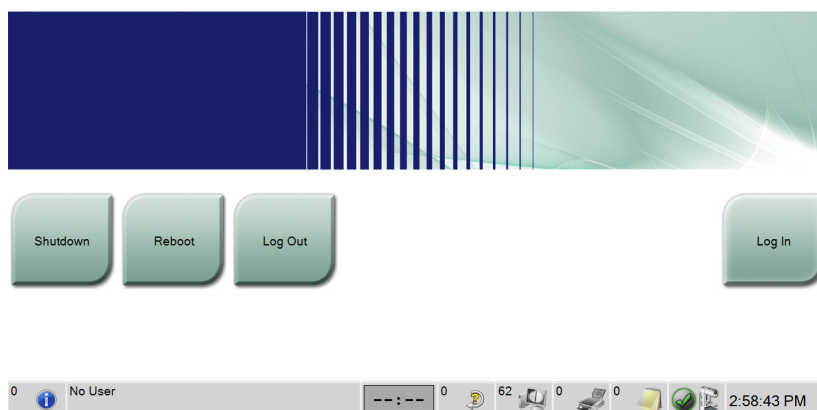 Shutdown
Reboot
Log Out
Log In
0
No User
--:--
0
62
0
0
2:58:43 PM